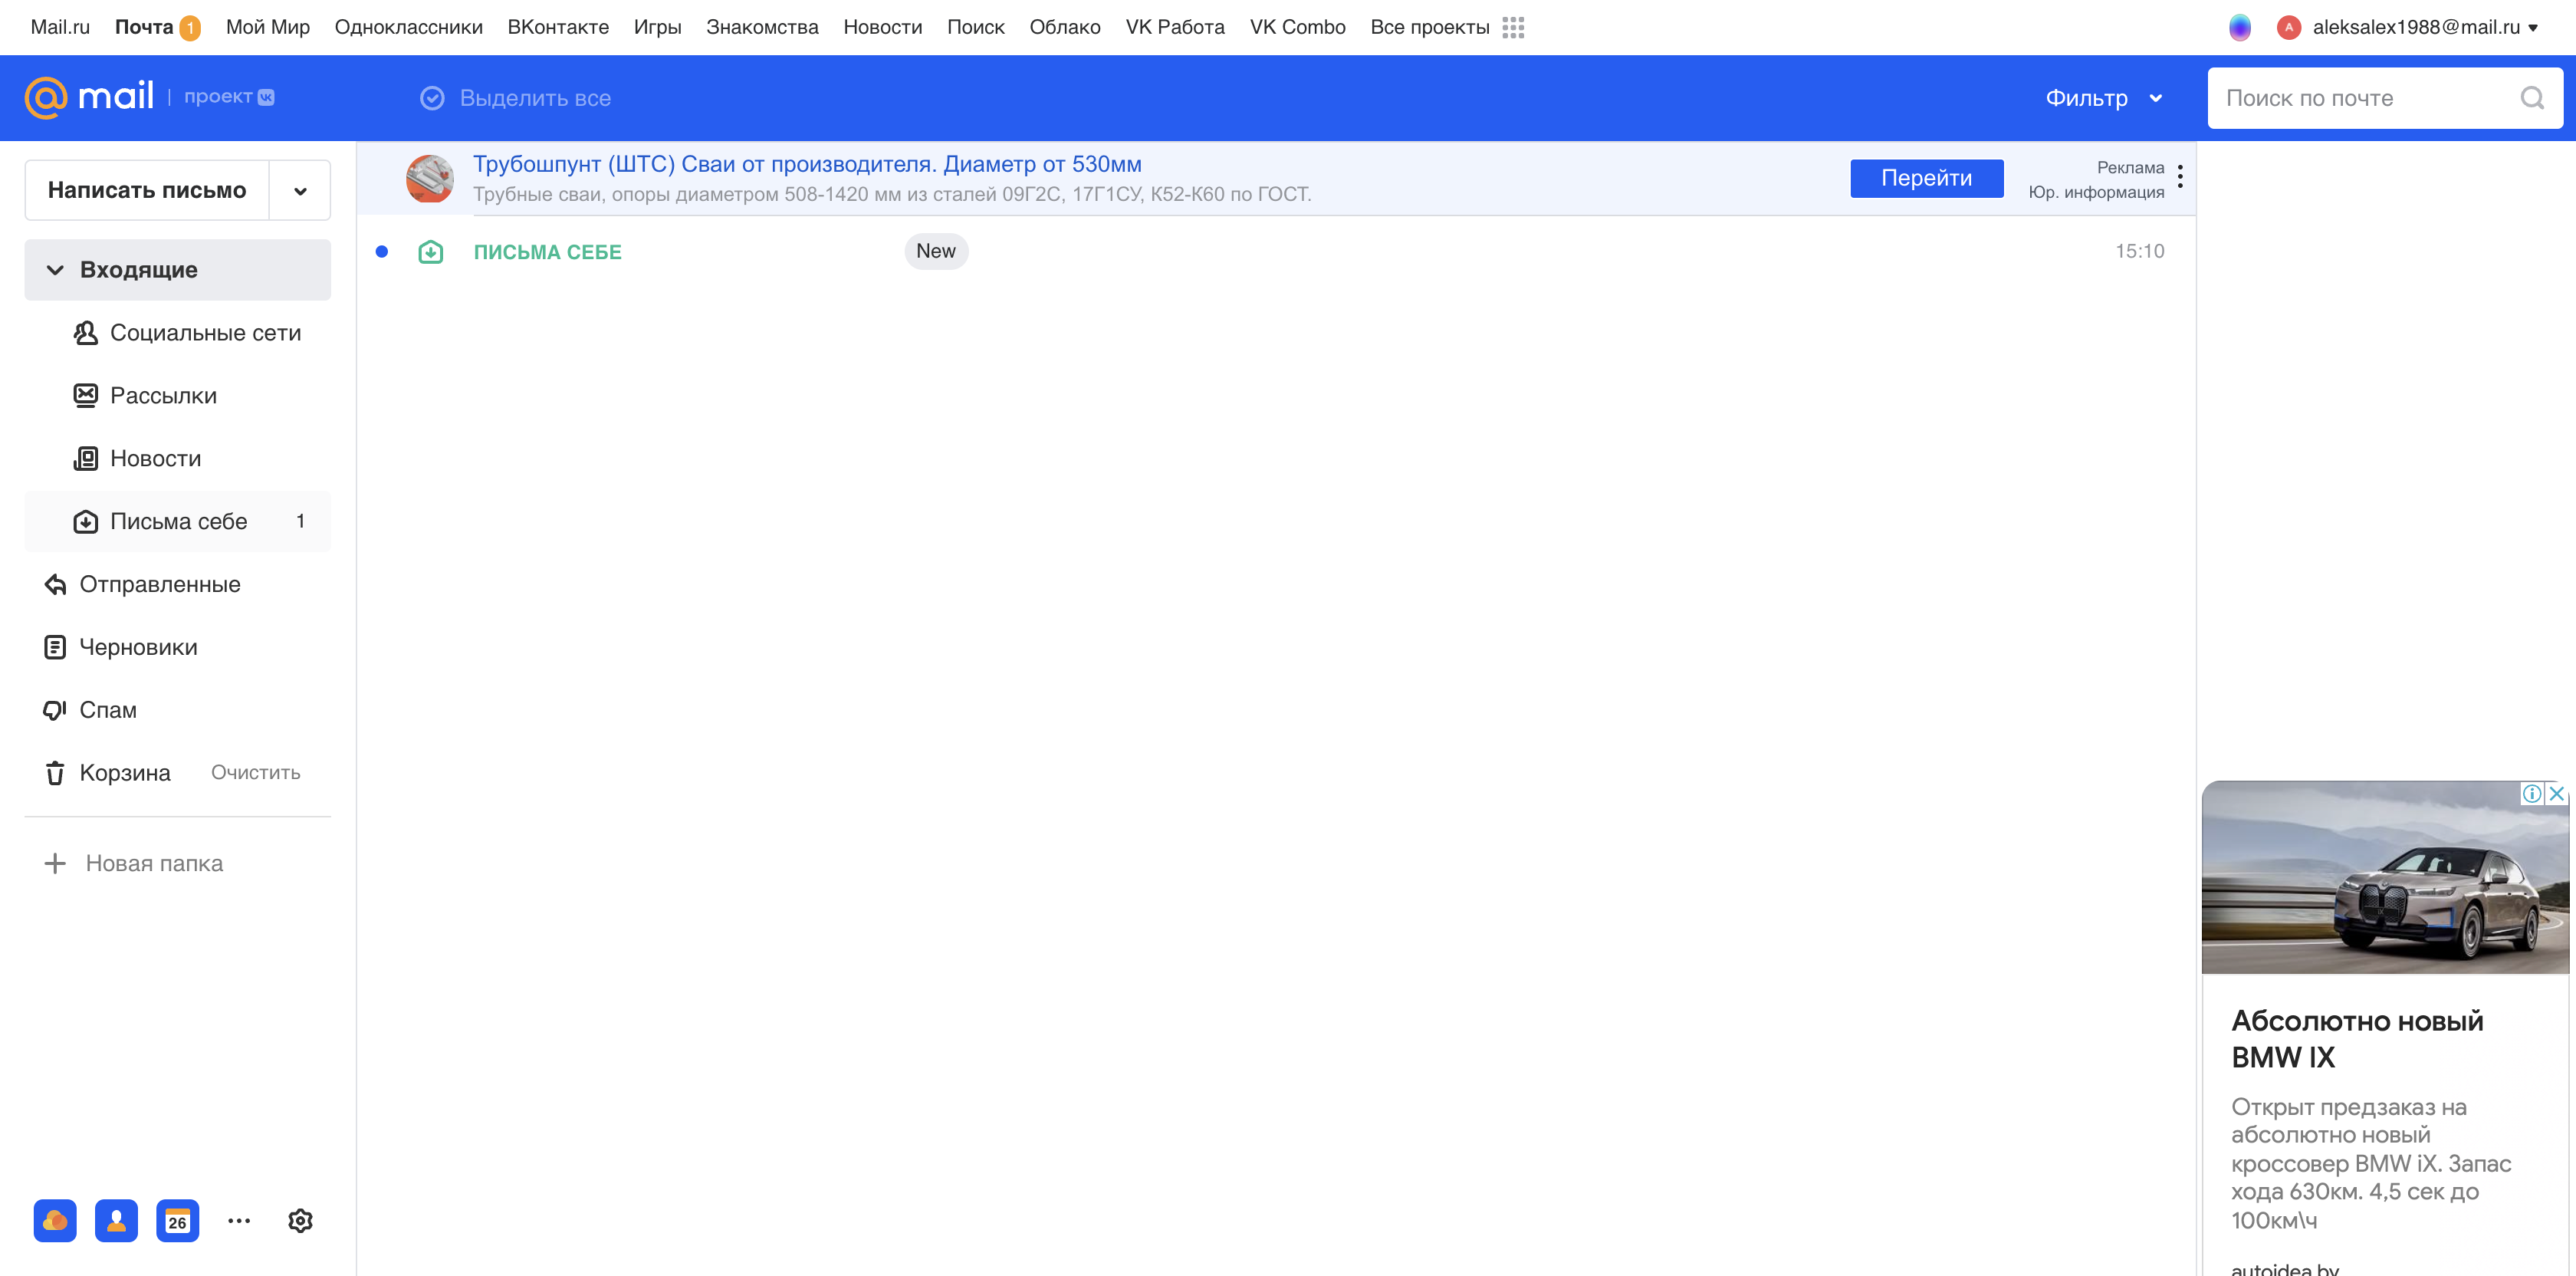 Mail.ru Почта 1 Мой Мир Одноклассники ВКонтакте Игры Знакомства Новости Поиск Облако VK Работа VK Combo Все проекты A aleksalex1988@mail.ru
@mail | проект Выделить все Фильтр Поиск по почте
Написать письмо
Входящие
Социальные сети
Рассылки
Новости
Письма себе 1
Отправленные
Черновики
Спам
Корзина Очистить
Новая папка
26
Трубошпунт (ШТС) Сваи от производителя. Диаметр от 530мм
Трубные сваи, опоры диаметром 508-1420 мм из сталей 09Г2С, 17Г1СУ, К52-К60 по ГОСТ.
Перейти
Реклама
Юр. информация
ПИСЬМА СЕБЕ New 15:10
Абсолютно новый
BMW IX
Открыт предзаказ на
абсолютно новый
кроссовер BMW iX. Запас
хода 630км. 4,5 сек до
100км\ч
autoidea.by